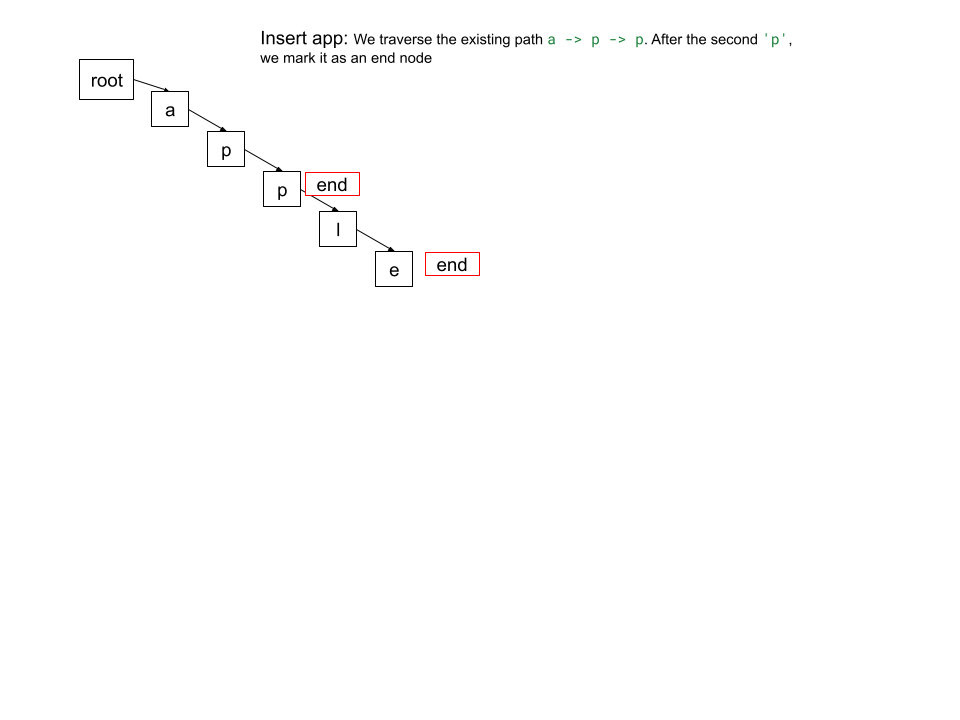 Insert app: We traverse the existing path a -> p -> p. After the second 'p',
we mark it as an end node
root
a
p
p
end
l
e
end